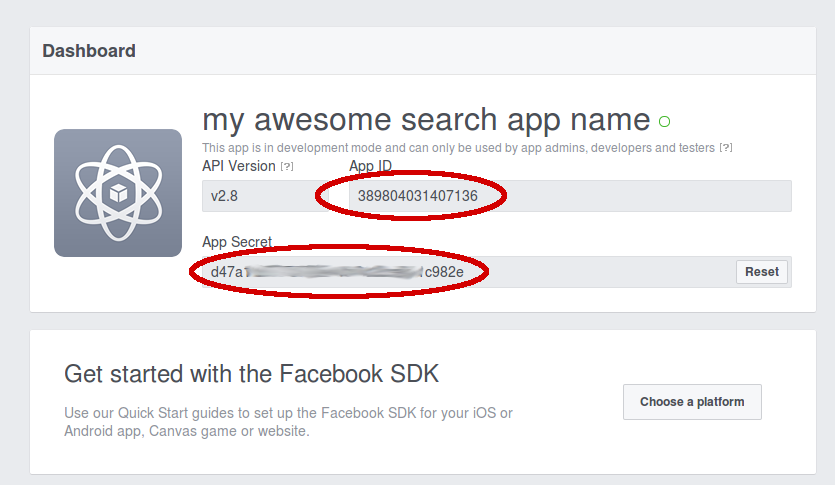 Dashboard
my awesome search app name
This app is in development mode and can only be used by app admins, developers and testers [?]
API Version [?] App ID
v2.8 389804031407136
App Secret
d47a1 c982e Reset
Get started with the Facebook SDK
Use our Quick Start guides to set up the Facebook SDK for your iOS or
Android app, Canvas game or website.
Choose a platform